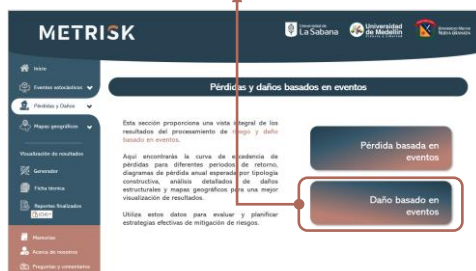 METRISK
Universidad de
La Sabana
Universidad
de Medellín
NUEVA GRANADA
Inicio
Eventos estocásticos
Pérdidas y Daños
Mapas geográficos
Visualización de resultados
Generador
Ficha técnica
Reportes finalizados
Memorias
Acerca de nosotros
Preguntas y comentarios
Pérdidas y daños basados en eventos
Esta sección proporciona una vista integral de los
resultados del procesamiento de riesgo y daño
basado en eventos.
Aquí encontrarás la curva de excedencia de
pérdidas para diferentes periodos de retorno,
diagramas de pérdida anual esperada por tipología
constructiva, análisis detallados de daños
estructurales y mapas geográficos para una mejor
visualización de resultados.
Utiliza estos datos para evaluar y planificar
estrategias efectivas de mitigación de riesgos.
Pérdida basada en
eventos
Daño basado en
eventos